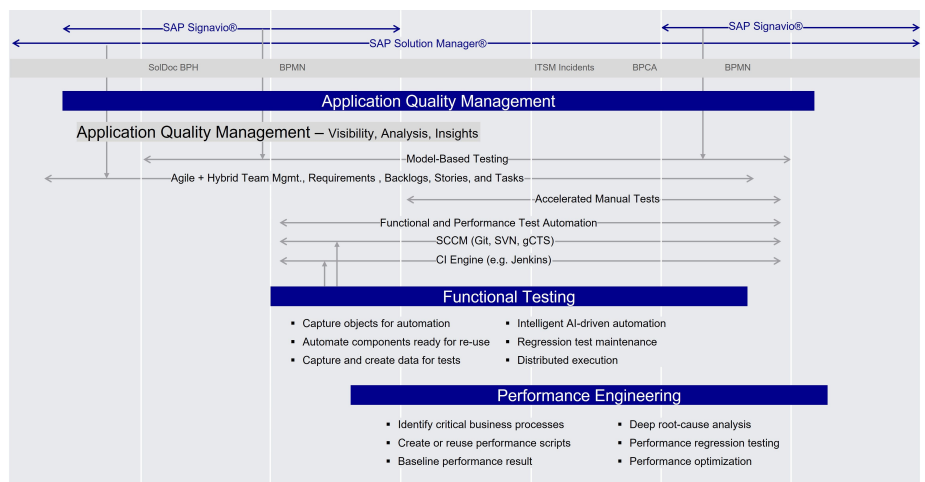 SAP Signavio®
SAP Signavio®
SAP Solution Manager®
SolDoc BPH
BPMN
ITSM Incidents
BPCA
BPMN
Application Quality Management
Application Quality Management – Visibility, Analysis, Insights
Model-Based Testing
Agile + Hybrid Team Mgmt., Requirements , Backlogs, Stories, and Tasks
Accelerated Manual Tests
Functional and Performance Test Automation
SCCM (Git, SVN, gCTS)
CI Engine (e.g. Jenkins)
Functional Testing
▪ Capture objects for automation
▪ Automate components ready for re-use
▪ Capture and create data for tests
▪ Intelligent AI-driven automation
▪ Regression test maintenance
▪ Distributed execution
Performance Engineering
▪ Identify critical business processes
▪ Create or reuse performance scripts
▪ Baseline performance result
▪ Deep root-cause analysis
▪ Performance regression testing
▪ Performance optimization